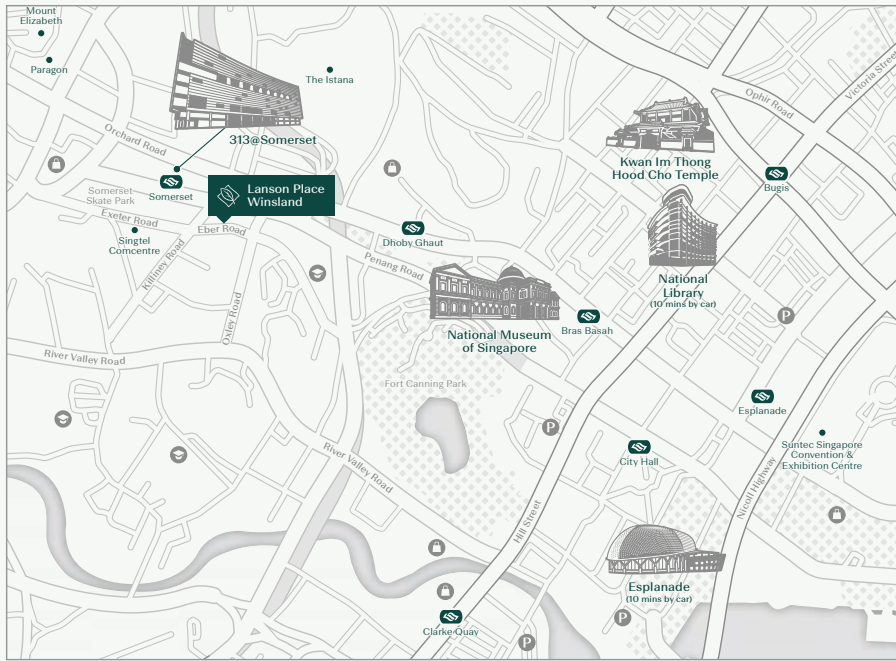 Mount
Elizabeth
Paragon
The Istana
Ophir Road
Victoria Street
Orchard Road
313@Somerset
Kwan Im Thong
Hood Cho Temple
Bugis
Somerset
Skate Park
Somerset
Lanson Place
Winsland
Exeter Road
Eber Road
Singtel
Comcentre
Killiney Road
Dhoby Ghaut
Penang Road
National
Library
(10 mins by car)
Oxley Road
National Museum
of Singapore
Bras Basah
P
River Valley Road
Fort Canning Park
Esplanade
P
City Hall
Suntec Singapore
Convention &
Exhibition Centre
River Valley Road
Nicoll Highway
Hill Street
Esplanade
(10 mins by car)
P
Clarke Quay
P